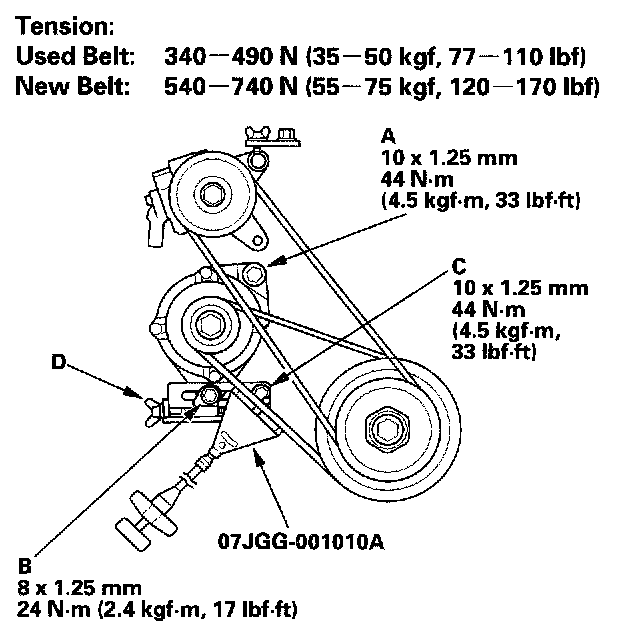 Tension:
Used Belt: 340—490 N (35—50 kgf, 77—110 lbf)
New Belt: 540—740 N (55—75 kgf, 120—170 lbf)
A
10 x 1.25 mm
44 N·m
(4.5 kgf·m, 33 lbf·ft)
C
10 x 1.25 mm
44 N·m
(4.5 kgf·m,
33 lbf·ft)
D
07JGG-001010A
B
8 x 1.25 mm
24 N·m (2.4 kgf·m, 17 lbf·ft)